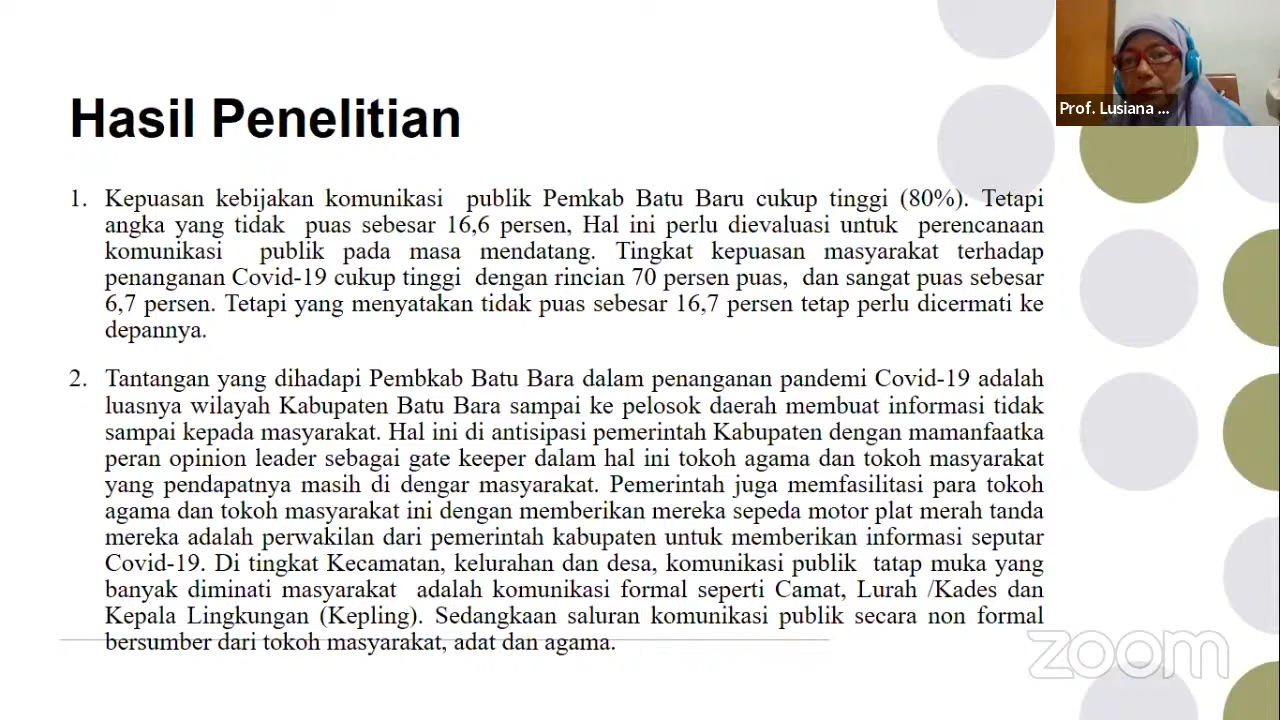 Prof. Lusiana ...
Hasil Penelitian
1. Kepuasan kebijakan komunikasi publik Pemkab Batu Baru cukup tinggi (80%). Tetapi
angka yang tidak puas sebesar 16,6 persen, Hal ini perlu dievaluasi untuk perencanaan
komunikasi publik pada masa mendatang. Tingkat kepuasan masyarakat terhadap
penanganan Covid-19 cukup tinggi dengan rincian 70 persen puas, dan sangat puas sebesar
6,7 persen. Tetapi yang menyatakan tidak puas sebesar 16,7 persen tetap perlu dicermati ke
depannya.
2. Tantangan yang dihadapi Pembkab Batu Bara dalam penanganan pandemi Covid-19 adalah
luasnya wilayah Kabupaten Batu Bara sampai ke pelosok daerah membuat informasi tidak
sampai kepada masyarakat. Hal ini di antisipasi pemerintah Kabupaten dengan mamanfaatka
peran opinion leader sebagai gate keeper dalam hal ini tokoh agama dan tokoh masyarakat
yang pendapatnya masih di dengar masyarakat. Pemerintah juga memfasilitasi para tokoh
agama dan tokoh masyarakat ini dengan memberikan mereka sepeda motor plat merah tanda
mereka adalah perwakilan dari pemerintah kabupaten untuk memberikan informasi seputar
Covid-19. Di tingkat Kecamatan, kelurahan dan desa, komunikasi publik tatap muka yang
banyak diminati masyarakat adalah komunikasi formal seperti Camat, Lurah /Kades dan
Kepala Lingkungan (Kepling). Sedangkaan saluran komunikasi publik secara non formal
bersumber dari tokoh masyarakat, adat dan agama.
zoom